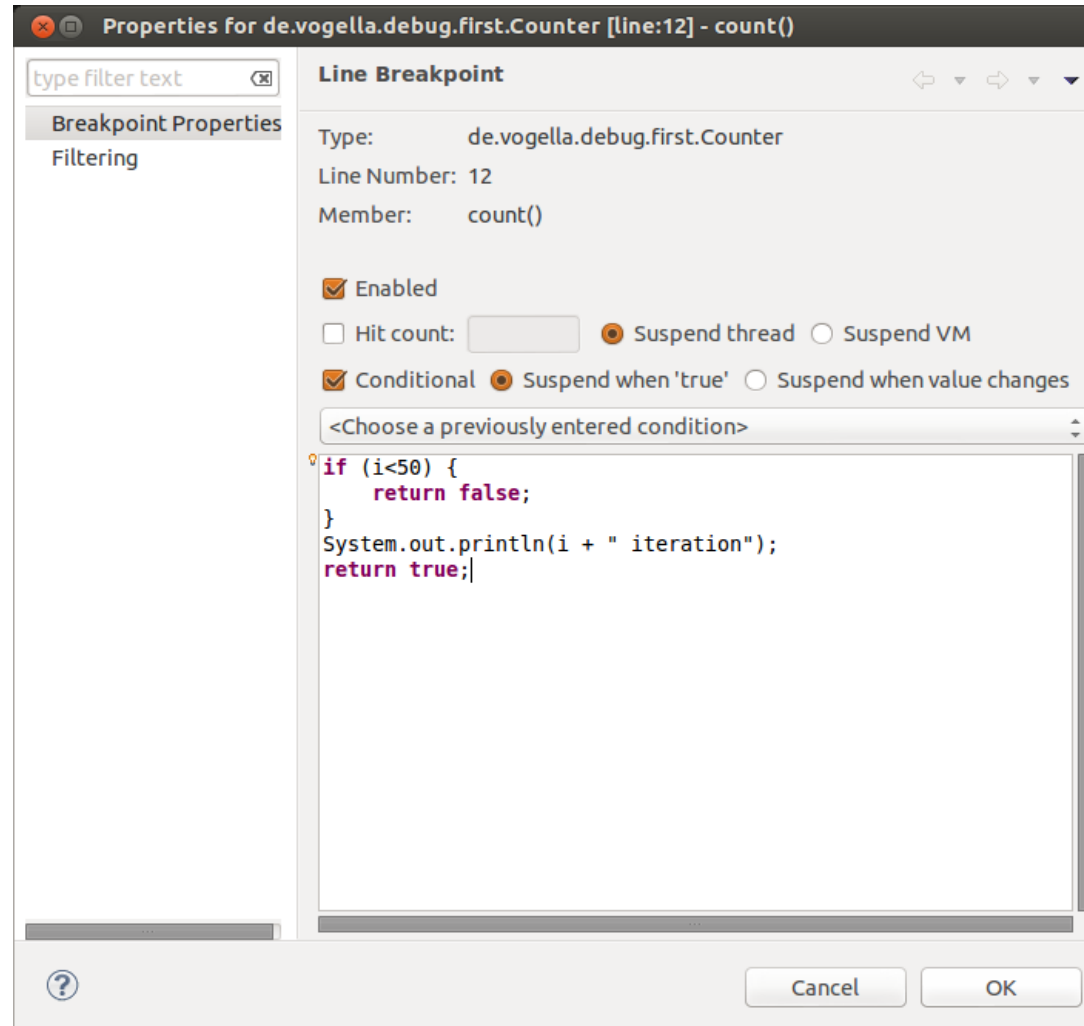 Properties for de.vogella.debug.first.Counter [line:12] - count()
type filter text
Breakpoint Properties
Filtering
Line Breakpoint
Type: de.vogella.debug.first.Counter
Line Number: 12
Member: count()
Enabled
Hit count: Suspend thread Suspend VM
Conditional Suspend when 'true' Suspend when value changes
<Choose a previously entered condition>
if (i<50) {
    return false;
}
System.out.println(i + " iteration");
return true;
Cancel OK